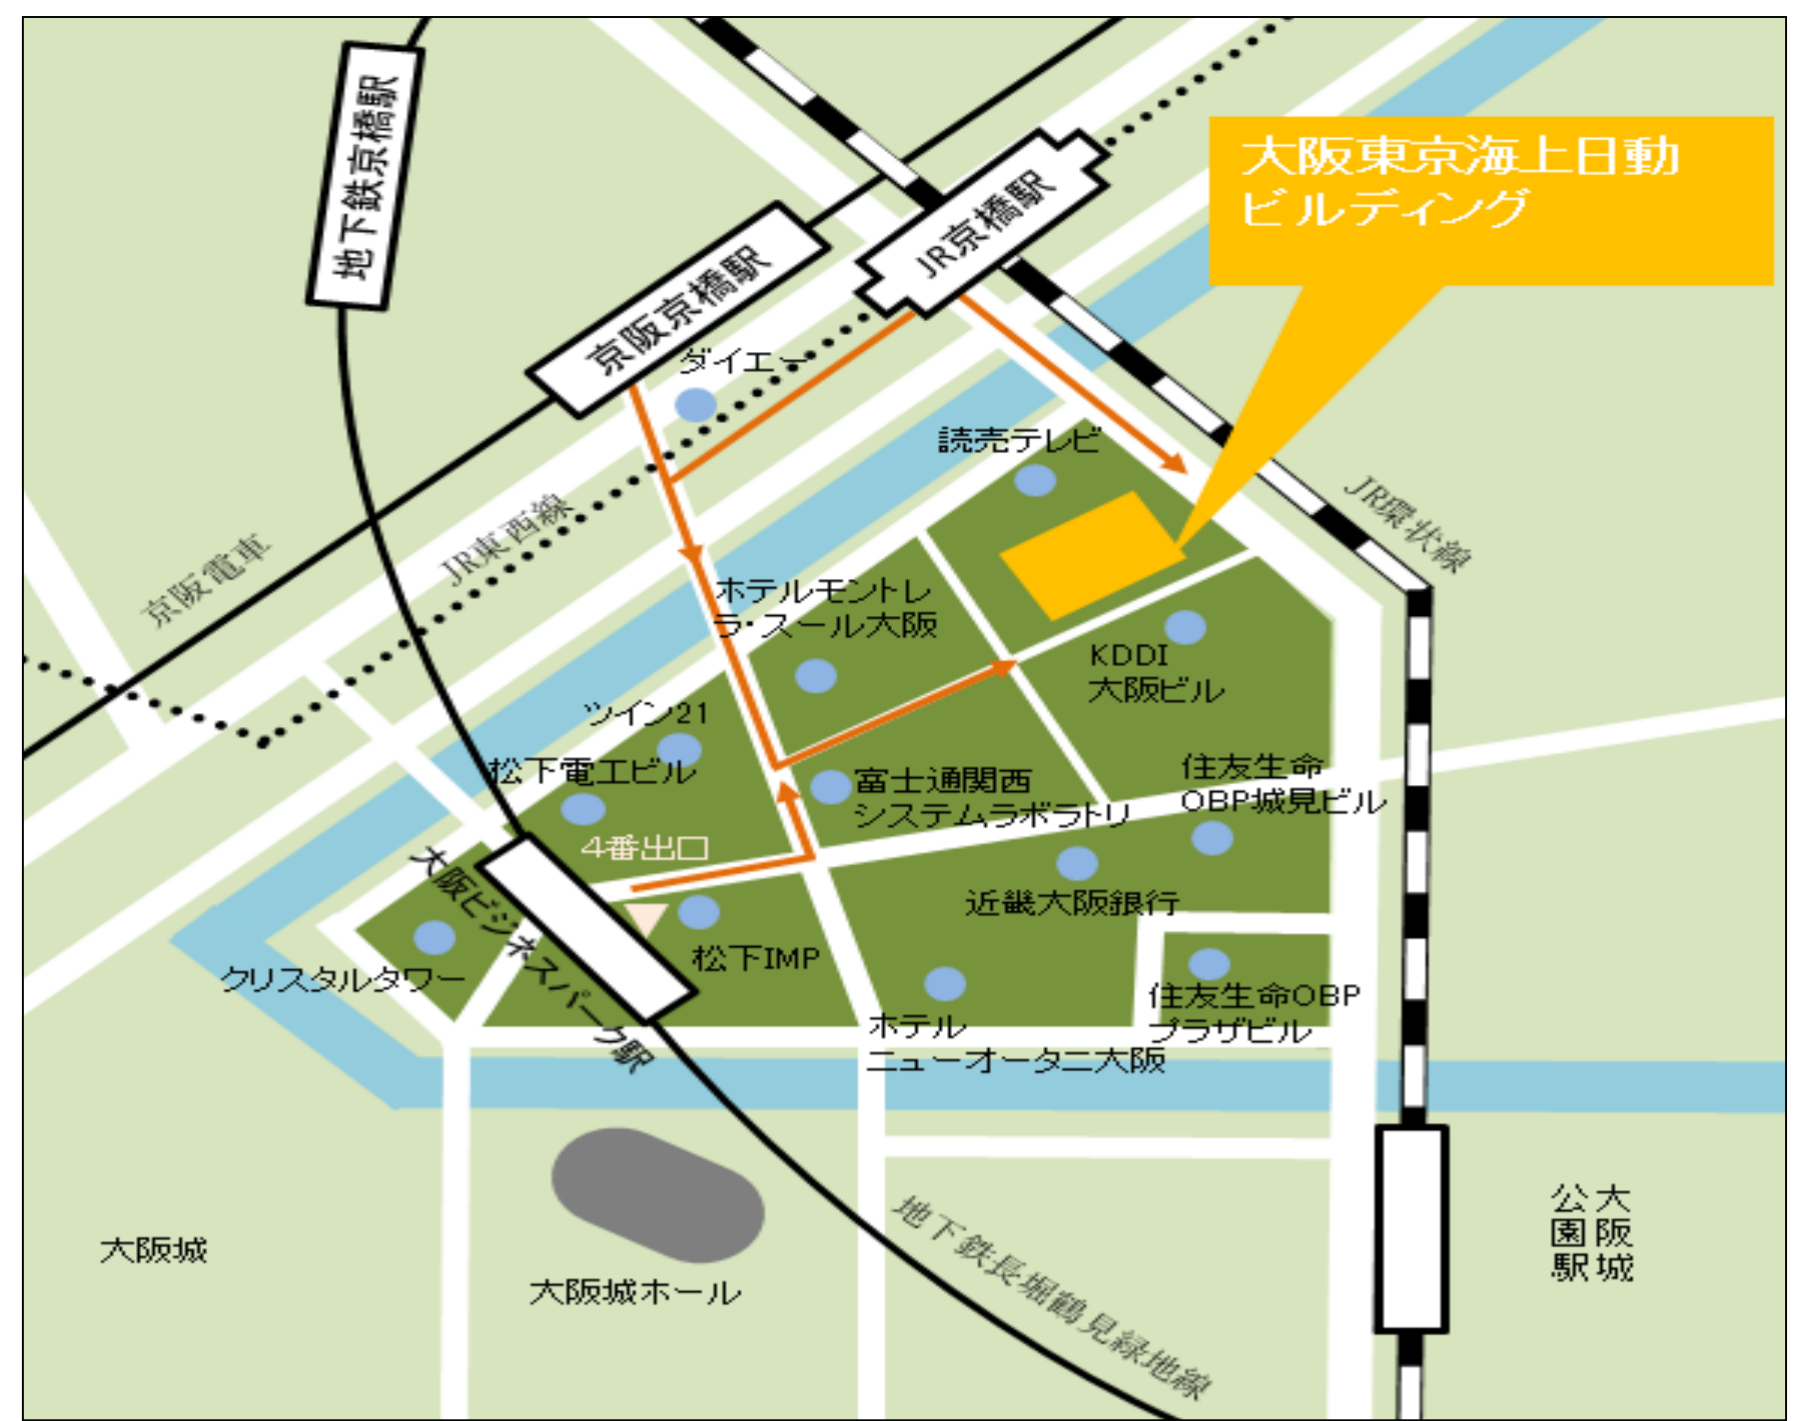 地下鉄京橋駅
大阪東京海上日動
ビルディング
JR京橋駅
京阪京橋駅
ダイエー
読売テレビ
JR環状線
JR東西線
京阪電車
ホテルモントレ
ラ・スール大阪
KDDI
大阪ビル
ツイン21
松下電工ビル
富士通関西
システムラボラトリ
住友生命
OBP城見ビル
4番出口
大阪ビジネスパーク駅
近畿大阪銀行
松下IMP
クリスタルタワー
住友生命OBP
プラザビル
ホテル
ニューオータニ大阪
大阪城
公園駅
地下鉄長堀鶴見緑地線
大阪城
大阪城ホール